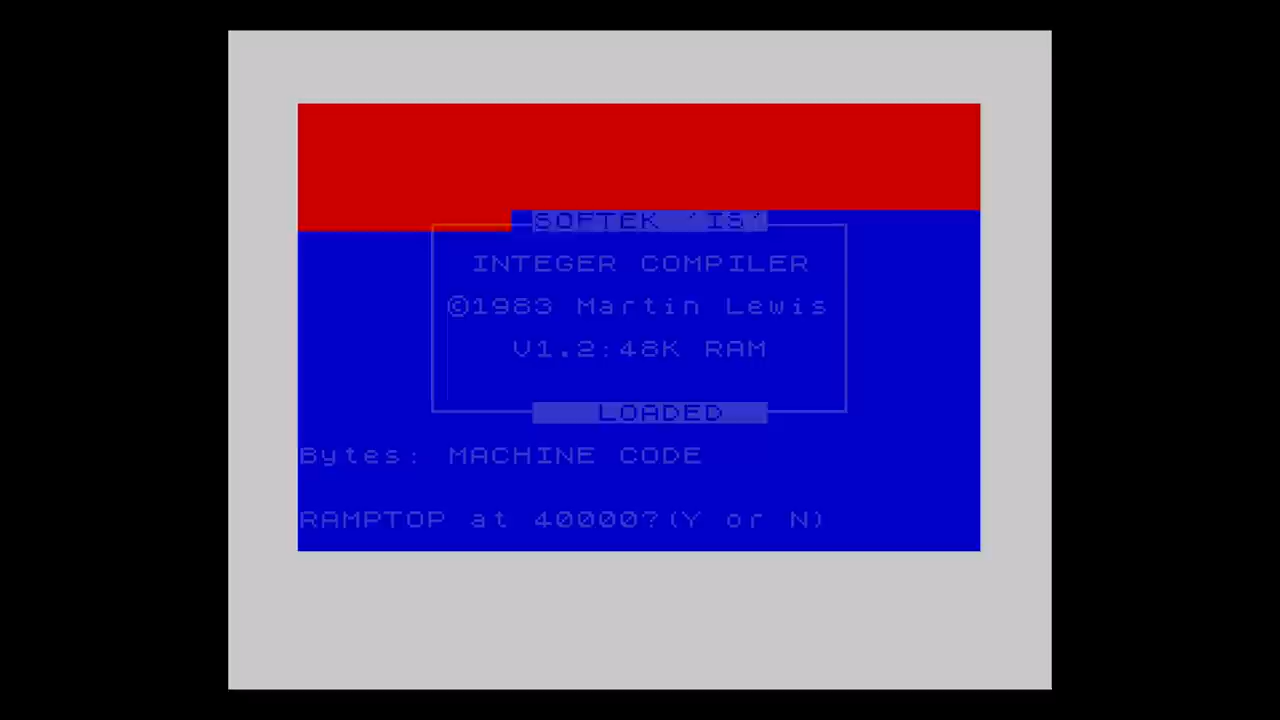 SOFTEK 'IS'
INTEGER COMPILER
©1983 Martin Lewis
V1.2:48K RAM
LOADED
Bytes: MACHINE CODE
RAMPTOP at 40000?(Y or N)